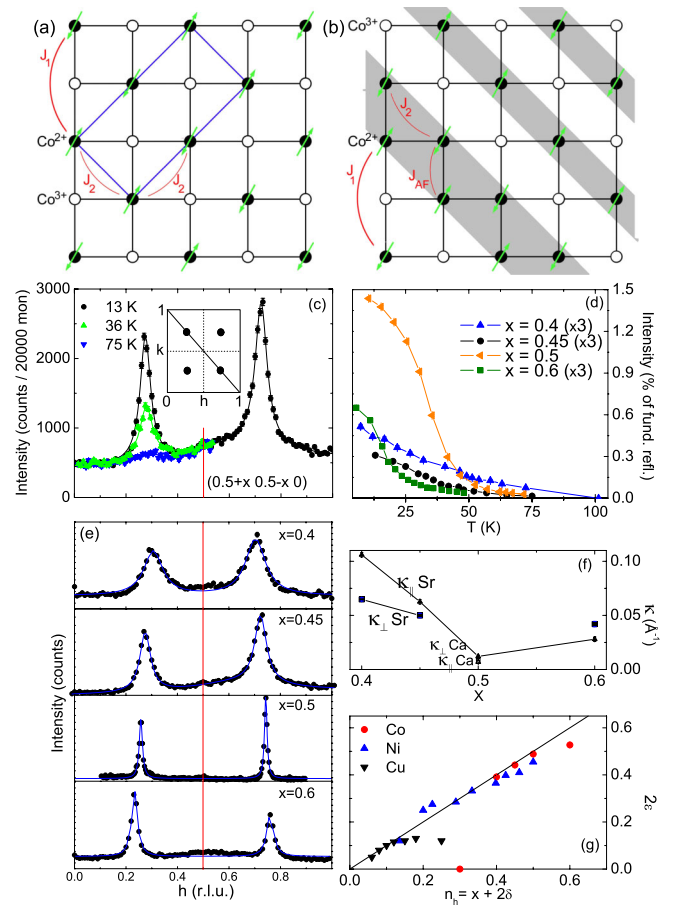 (a)
J1
Co2+
J2
J2
Co3+
(b)
Co3+
J2
Co2+
J1
JAF
(c)
3000
2000
1000
0
Intensity (counts / 20000 mon)
13 K
36 K
75 K
1
k
0
h
1
(0.5+x 0.5-x 0)
(d)
x = 0.4 (x3)
x = 0.45 (x3)
x = 0.5
x = 0.6 (x3)
1.5
1.2
0.9
0.6
0.3
0.0
Intensity (% of fund. refl.)
25
50
75
100
T (K)
(e)
x=0.4
x=0.45
x=0.5
x=0.6
Intensity (counts)
0.0
0.2
0.4
0.6
0.8
h (r.l.u.)
(f)
κ∥ Sr
κ⊥ Sr
κ⊥ Ca
κ∥ Ca
0.10
0.05
0.00
κ (Å-1)
0.4
0.5
0.6
X
Co
Ni
Cu
(g)
0.6
0.4
0.2
0.0
2ε
0.0
0.2
0.4
0.6
nh= x + 2δ